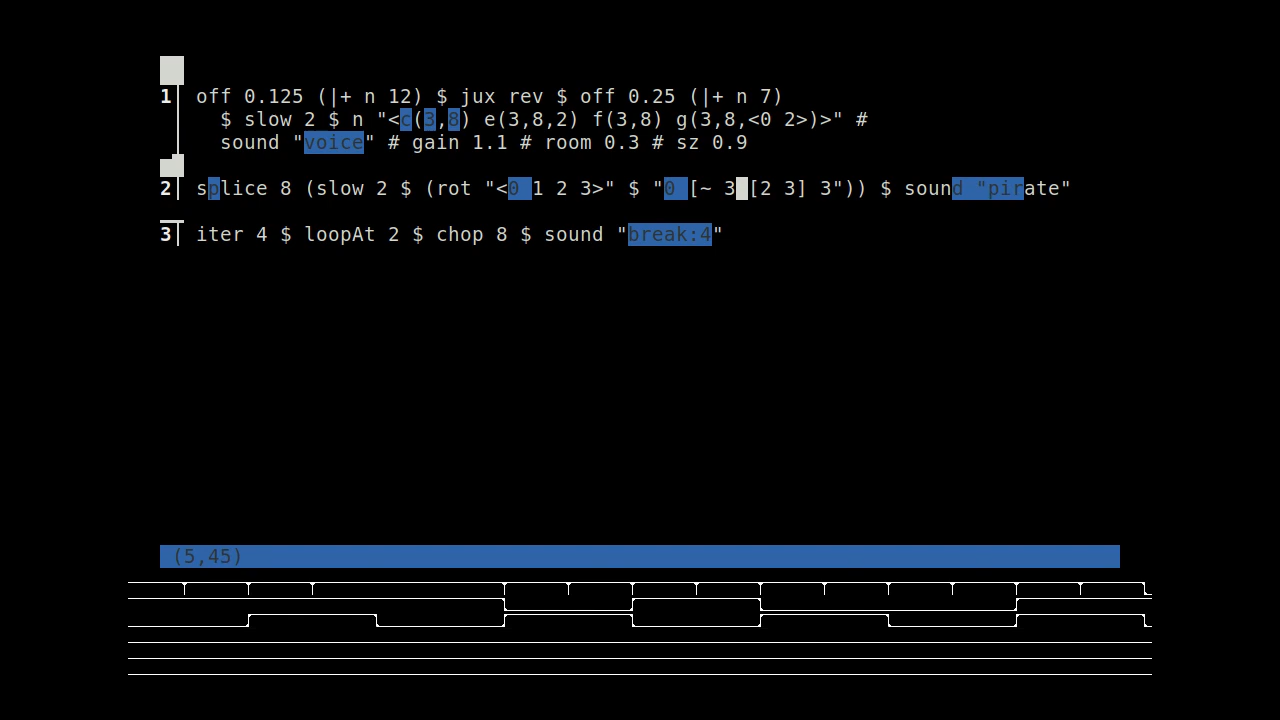 1 off 0.125 (|+ n 12) $ jux rev $ off 0.25 (|+ n 7)
$ slow 2 $ n "<c(3,8) e(3,8,2) f(3,8) g(3,8,<0 2>)>" #
sound "voice" # gain 1.1 # room 0.3 # sz 0.9
2 splice 8 (slow 2 $ (rot "<0 1 2 3>" $ "0 [~ 3 [2 3] 3")) $ sound "pirate"
3 iter 4 $ loopAt 2 $ chop 8 $ sound "break:4"
(5,45)